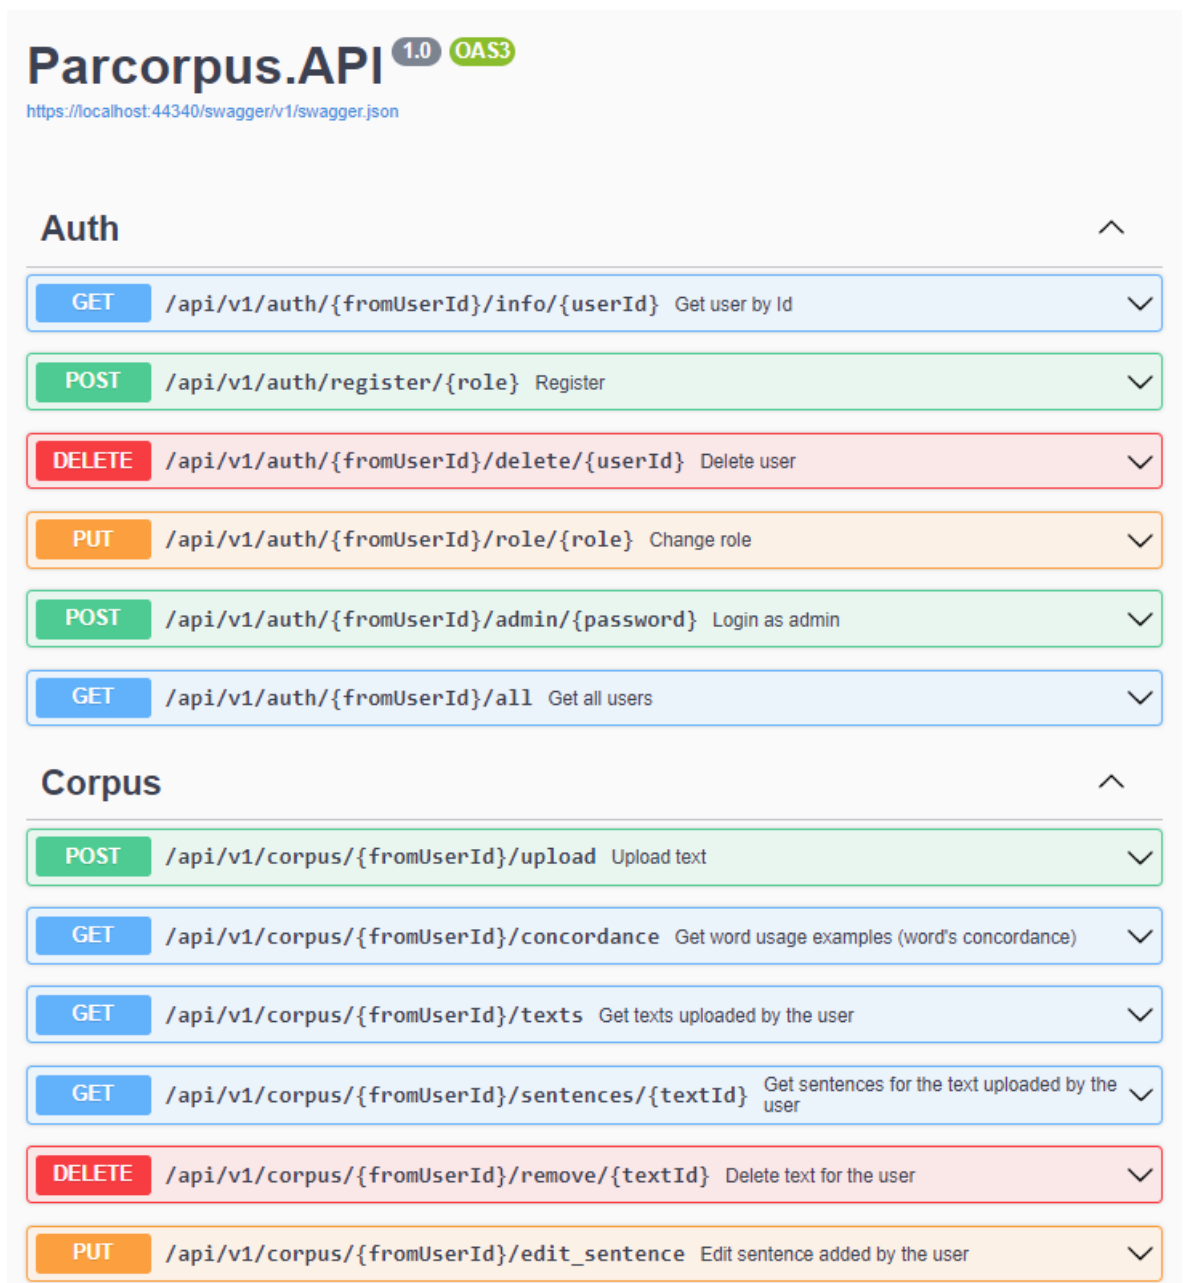 Parcorpus.API 1.0 OAS3
https://localhost:44340/swagger/v1/swagger.json
Auth
GET /api/v1/auth/{fromUserId}/info/{userId} Get user by Id
POST /api/v1/auth/register/{role} Register
DELETE /api/v1/auth/{fromUserId}/delete/{userId} Delete user
PUT /api/v1/auth/{fromUserId}/role/{role} Change role
POST /api/v1/auth/{fromUserId}/admin/{password} Login as admin
GET /api/v1/auth/{fromUserId}/all Get all users
Corpus
POST /api/v1/corpus/{fromUserId}/upload Upload text
GET /api/v1/corpus/{fromUserId}/concordance Get word usage examples (word's concordance)
GET /api/v1/corpus/{fromUserId}/texts Get texts uploaded by the user
GET /api/v1/corpus/{fromUserId}/sentences/{textId} Get sentences for the text uploaded by the
user
DELETE /api/v1/corpus/{fromUserId}/remove/{textId} Delete text for the user
PUT /api/v1/corpus/{fromUserId}/edit_sentence Edit sentence added by the user